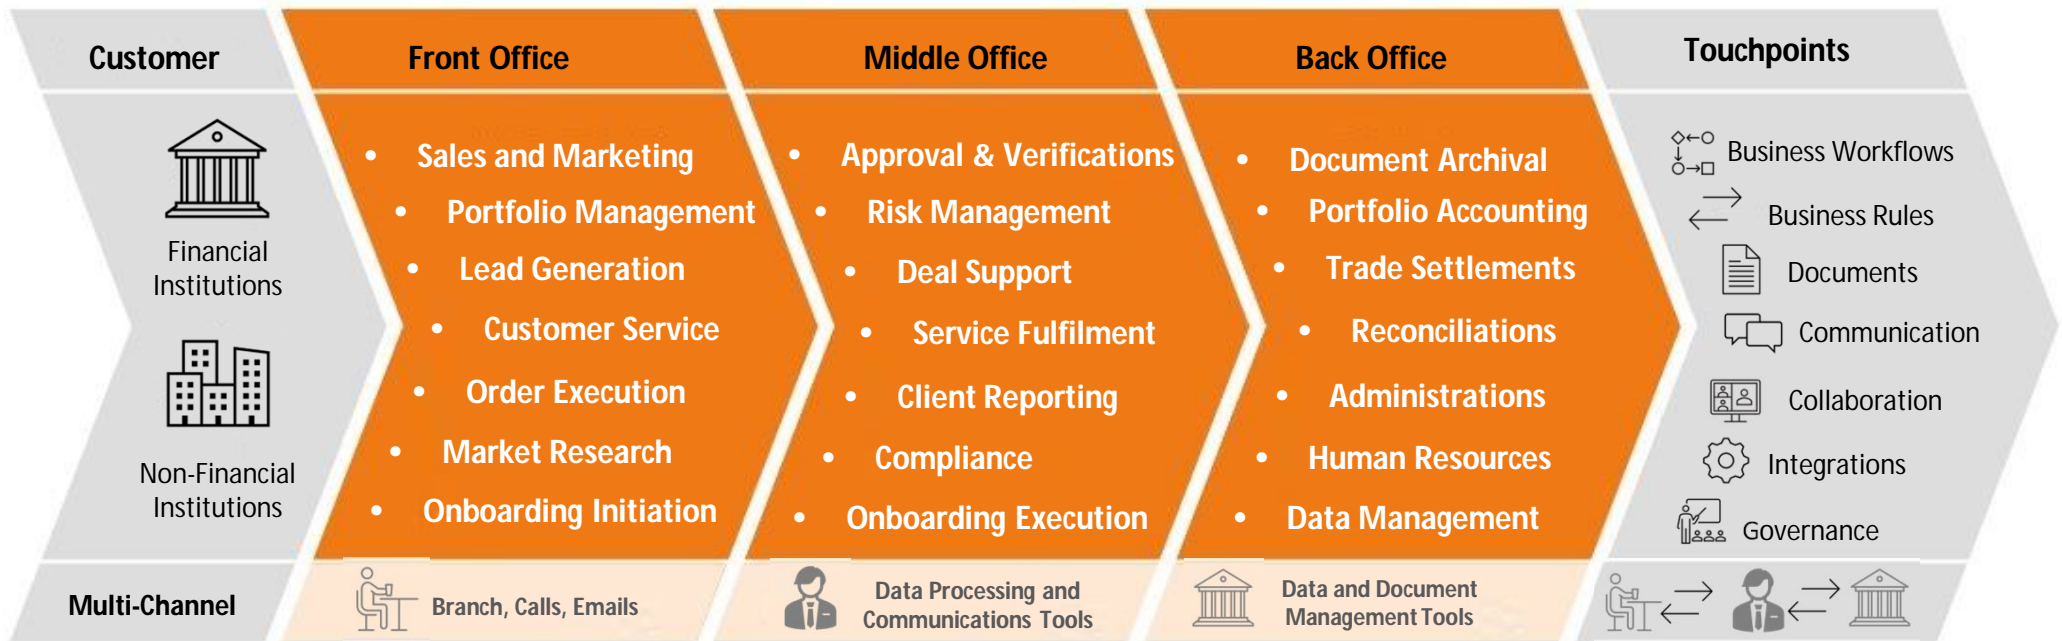 Customer
Front Office
Middle Office
Back Office
Touchpoints
Financial
Institutions
Non-Financial
Institutions
• Sales and Marketing
• Portfolio Management
• Lead Generation
• Customer Service
• Order Execution
• Market Research
• Onboarding Initiation
• Approval & Verifications
• Risk Management
• Deal Support
• Service Fulfilment
• Client Reporting
• Compliance
• Onboarding Execution
• Document Archival
• Portfolio Accounting
• Trade Settlements
• Reconciliations
• Administrations
• Human Resources
• Data Management
Business Workflows
Business Rules
Documents
Communication
Collaboration
Integrations
Governance
Multi-Channel
Branch, Calls, Emails
Data Processing and
Communications Tools
Data and Document
Management Tools